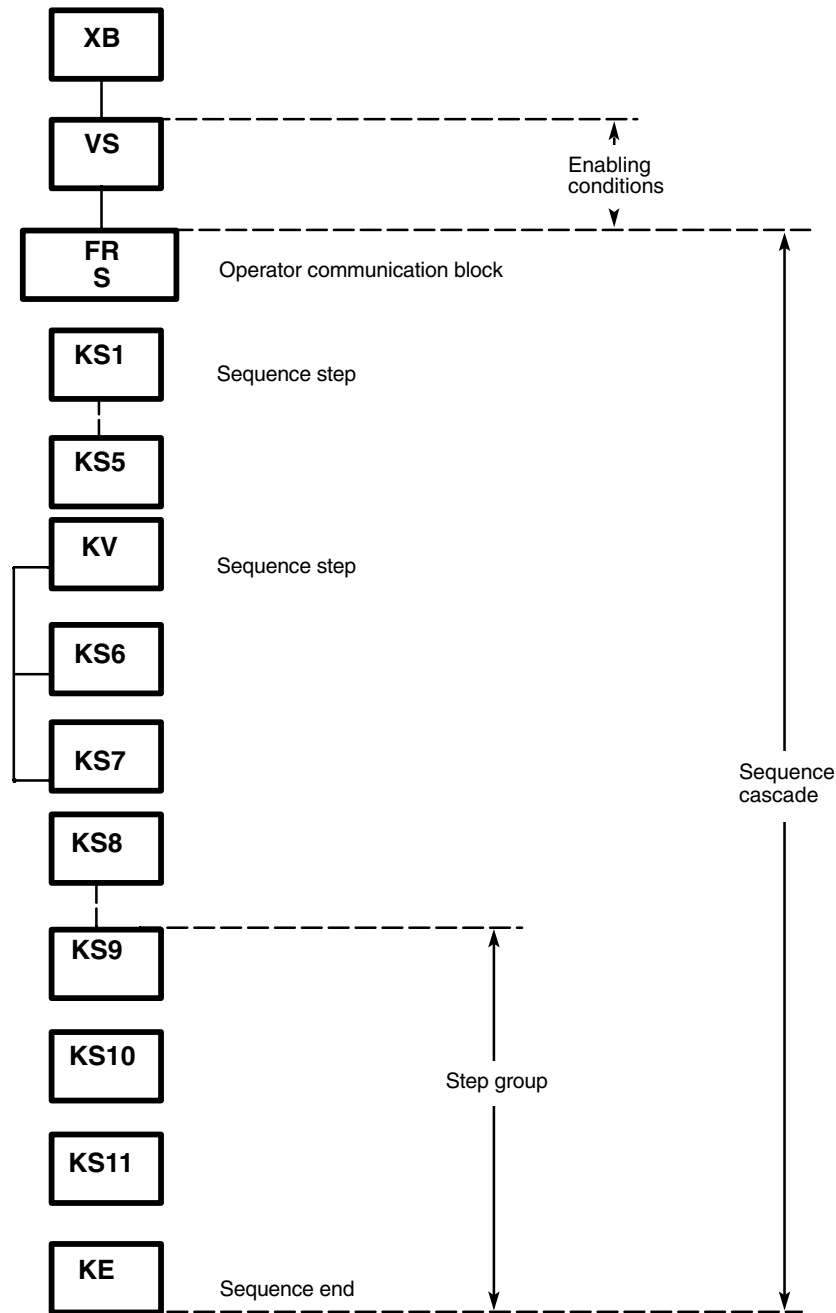 XB
VS
Enabling
conditions
FR
S
Operator communication block
KS1
Sequence step
KS5
KV
Sequence step
KS6
KS7
Sequence
cascade
KS8
KS9
KS10
Step group
KS11
KE
Sequence end